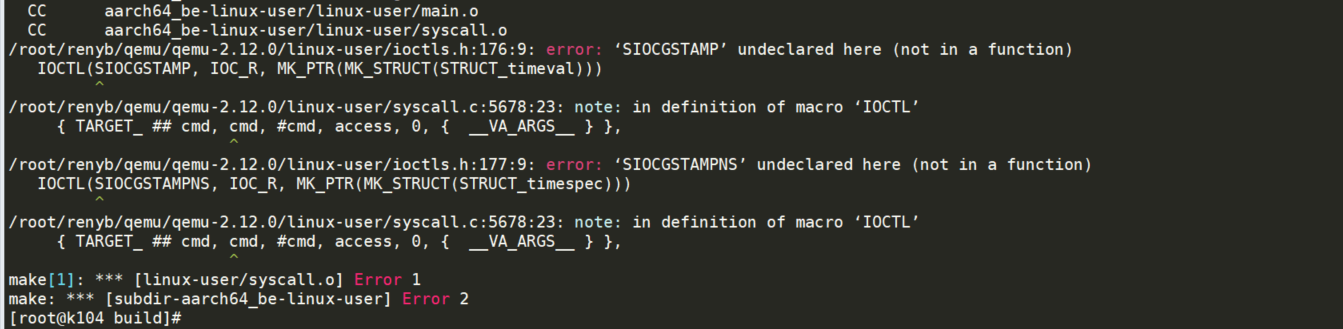 CC      aarch64_be-linux-user/linux-user/main.o
CC      aarch64_be-linux-user/linux-user/syscall.o
/root/renyb/qemu/qemu-2.12.0/linux-user/ioctls.h:176:9: error: ‘SIOCGSTAMP’ undeclared here (not in a function)
   IOCTL(SIOCGSTAMP, IOC_R, MK_PTR(MK_STRUCT(STRUCT_timeval)))
         ^
/root/renyb/qemu/qemu-2.12.0/linux-user/syscall.c:5678:23: note: in definition of macro ‘IOCTL’
     { TARGET_ ## cmd, cmd, #cmd, access, 0, {  __VA_ARGS__ } },
                       ^
/root/renyb/qemu/qemu-2.12.0/linux-user/ioctls.h:177:9: error: ‘SIOCGSTAMPNS’ undeclared here (not in a function)
   IOCTL(SIOCGSTAMPNS, IOC_R, MK_PTR(MK_STRUCT(STRUCT_timespec)))
         ^
/root/renyb/qemu/qemu-2.12.0/linux-user/syscall.c:5678:23: note: in definition of macro ‘IOCTL’
     { TARGET_ ## cmd, cmd, #cmd, access, 0, {  __VA_ARGS__ } },
                       ^
make[1]: *** [linux-user/syscall.o] Error 1
make: *** [subdir-aarch64_be-linux-user] Error 2
[root@k104 build]#